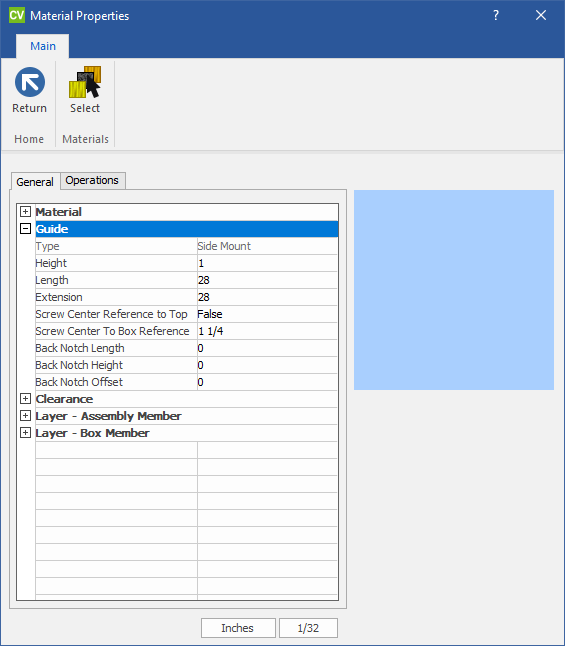 CV Material Properties ?
Main
Return Select
Home Materials
General Operations
Material
Guide
Type Side Mount
Height 1
Length 28
Extension 28
Screw Center Reference to Top False
Screw Center To Box Reference 1 1/4
Back Notch Length 0
Back Notch Height 0
Back Notch Offset 0
Clearance
Layer - Assembly Member
Layer - Box Member
Inches 1/32